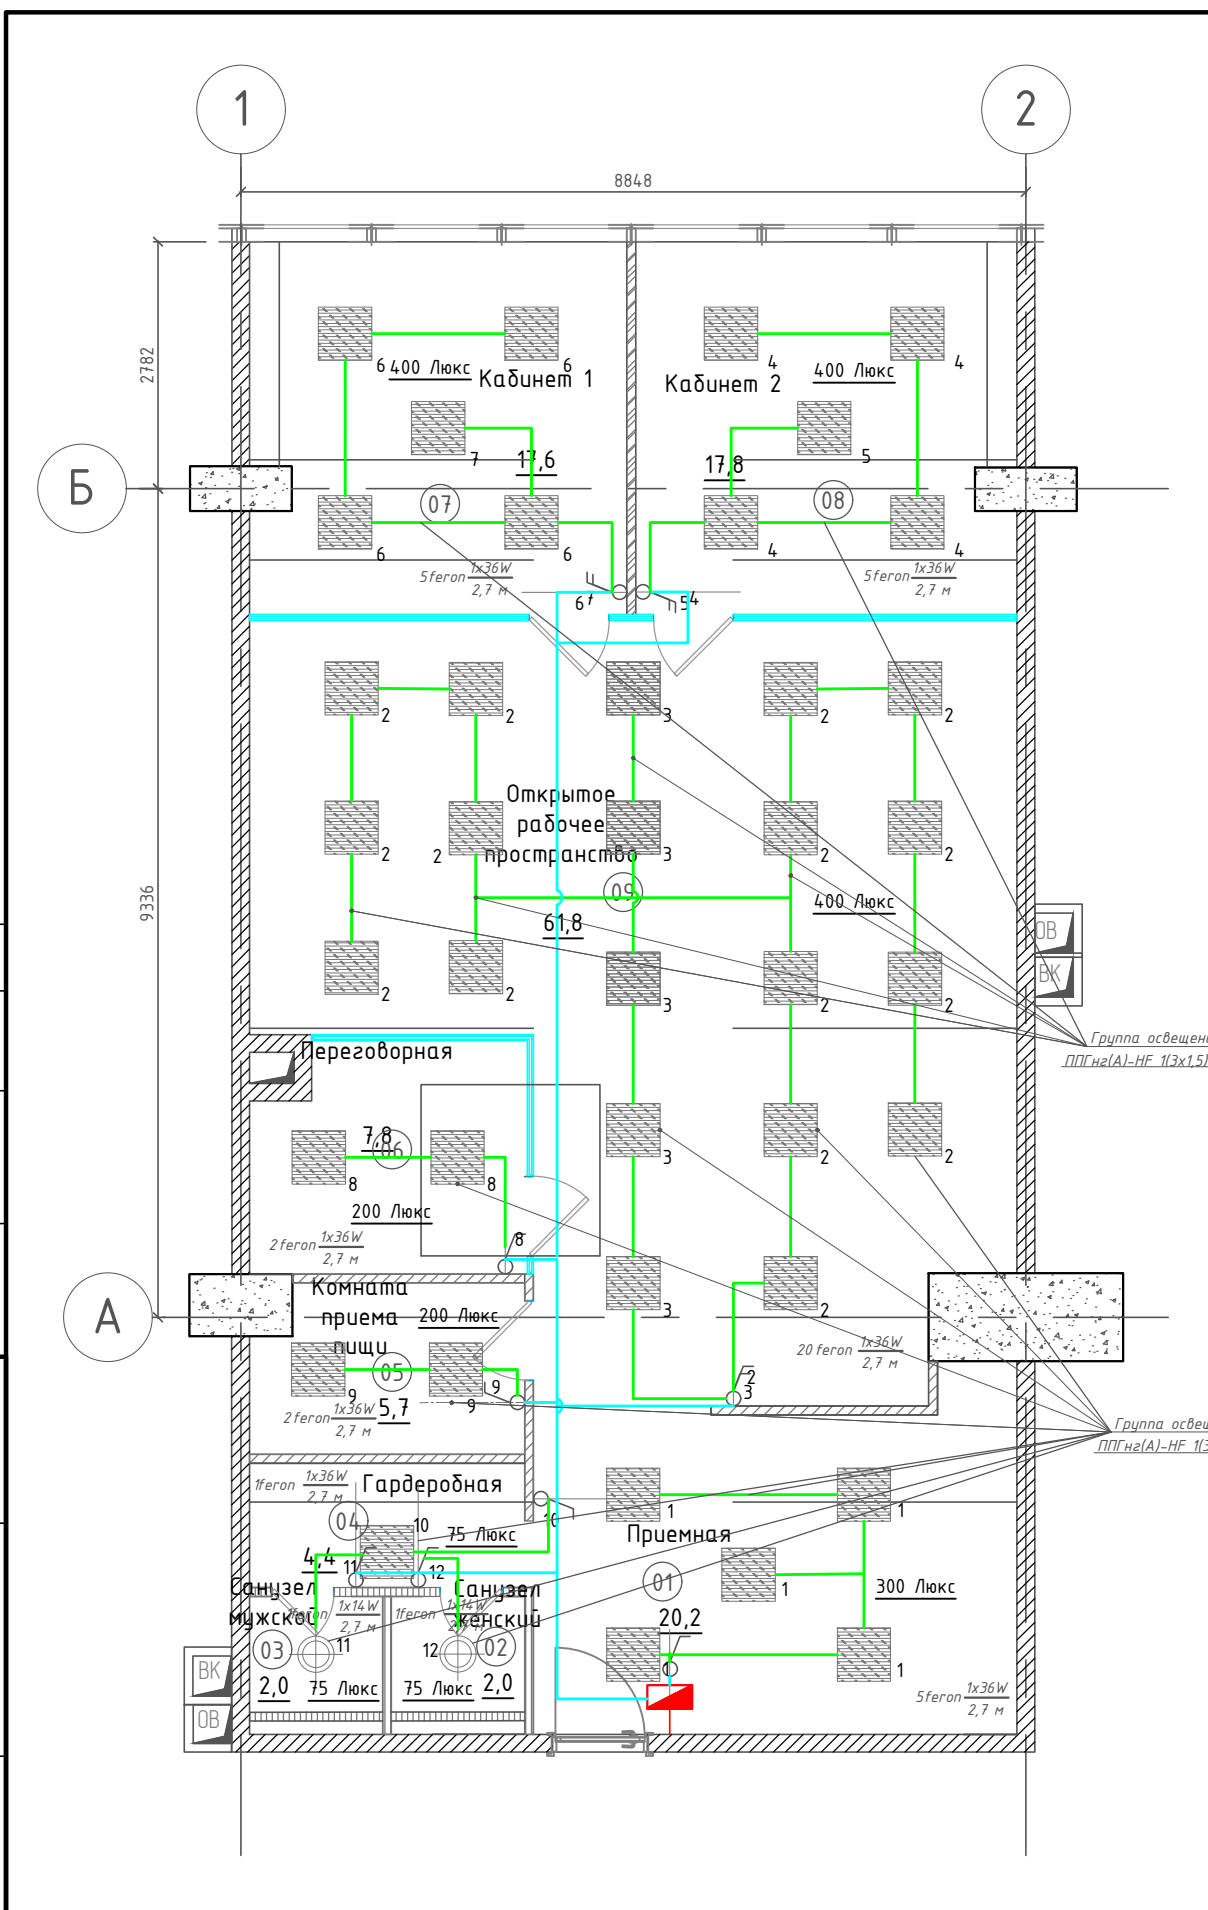 1
2
8848
2782
9336
Б
А
6
400 Люкс
6
Кабинет 1
7
17,6
07
6
6
5feron 1x36W
2,7 м
6
4
Кабинет 2
400 Люкс
4
5
17,8
08
4
4
5feron 1x36W
2,7 м
54
2
2
3
2
2
Открытое
рабочее
пространство
2
2
3
2
2
09
400 Люкс
61,8
2
2
3
2
2
ОВ
ВК
Группа освещен
ППГнг(А)-HF 1(3х1,5)
Переговорная
7,8
06
8
8
200 Люкс
2feron 1x36W
2,7 м
8
3
2
2
Комната
приема
пищи
200 Люкс
05
9
9
9
5,7
2feron 1x36W
2,7 м
3
2
20 feron 1x36W
2,7 м
2
3
Группа освещ
ППГнг(А)-HF 1(3
1feron 1x36W
2,7 м
Гардеробная
04
10
75 Люкс
10
4,4
11
12
Приемная
1
1
1
01
300 Люкс
20,2
1
1
5feron 1x36W
2,7 м
Санузел
мужской
1feron 1x14W
2,7 м
03
11
2,0
75 Люкс
Санузел
женский
1feron 1x14W
2,7 м
12
02
75 Люкс
2,0
ВК
ОВ